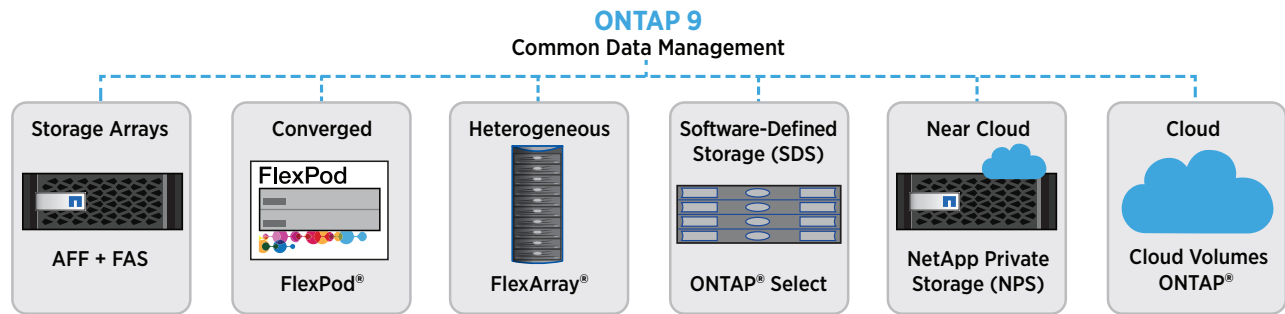 ONTAP 9
Common Data Management
Storage Arrays
AFF + FAS
Converged
FlexPod
FlexPod®
Heterogeneous
FlexArray®
Software-Defined
Storage (SDS)
ONTAP® Select
Near Cloud
NetApp Private
Storage (NPS)
Cloud
Cloud Volumes
ONTAP®